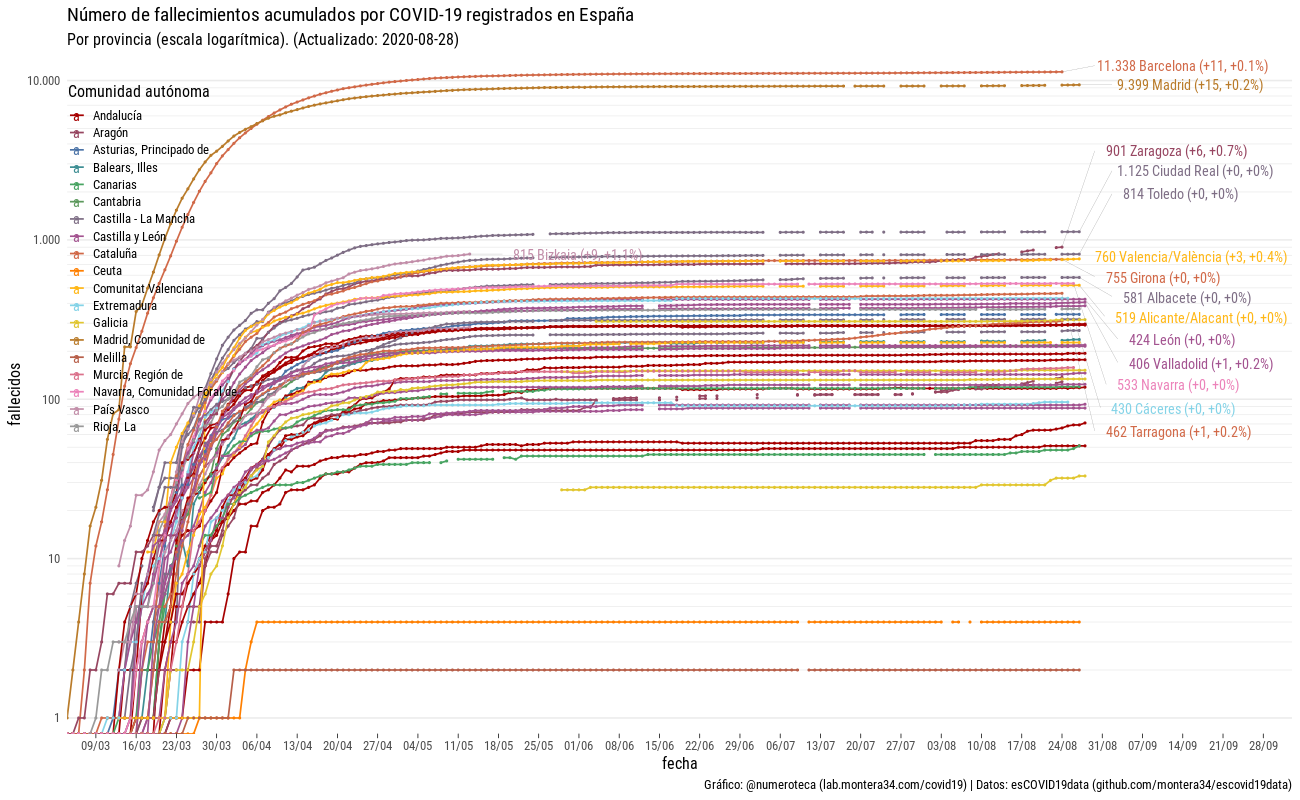 Número de fallecimientos acumulados por COVID-19 registrados en España
Por provincia (escala logarítmica). (Actualizado: 2020-08-28)
10.000
1.000
100
10
1
fallecidos
Comunidad autónoma
Andalucía
Aragón
Asturias, Principado de
Balears, Illes
Canarias
Cantabria
Castilla - La Mancha
Castilla y León
Cataluña
Ceuta
Comunitat Valenciana
Extremadura
Galicia
Madrid, Comunidad de
Melilla
Murcia, Región de
Navarra, Comunidad Foral de
País Vasco
Rioja, La
11.338 Barcelona (+11, +0.1%)
9.399 Madrid (+15, +0.2%)
901 Zaragoza (+6, +0.7%)
1.125 Ciudad Real (+0, +0%)
814 Toledo (+0, +0%)
815 Bizkaia (+9, +1.1%)
760 Valencia/València (+3, +0.4%)
755 Girona (+0, +0%)
581 Albacete (+0, +0%)
519 Alicante/Alacant (+0, +0%)
424 León (+0, +0%)
406 Valladolid (+1, +0.2%)
533 Navarra (+0, +0%)
430 Cáceres (+0, +0%)
462 Tarragona (+1, +0.2%)
09/03 16/03 23/03 30/03 06/04 13/04 20/04 27/04 04/05 11/05 18/05 25/05 01/06 08/06 15/06 22/06 29/06 06/07 13/07 20/07 27/07 03/08 10/08 17/08 24/08 31/08 07/09 14/09 21/09 28/09
fecha
Gráfico: @numeroteca (lab.montera34.com/covid19) | Datos: esCOVID19data (github.com/montera34/escovid19data)